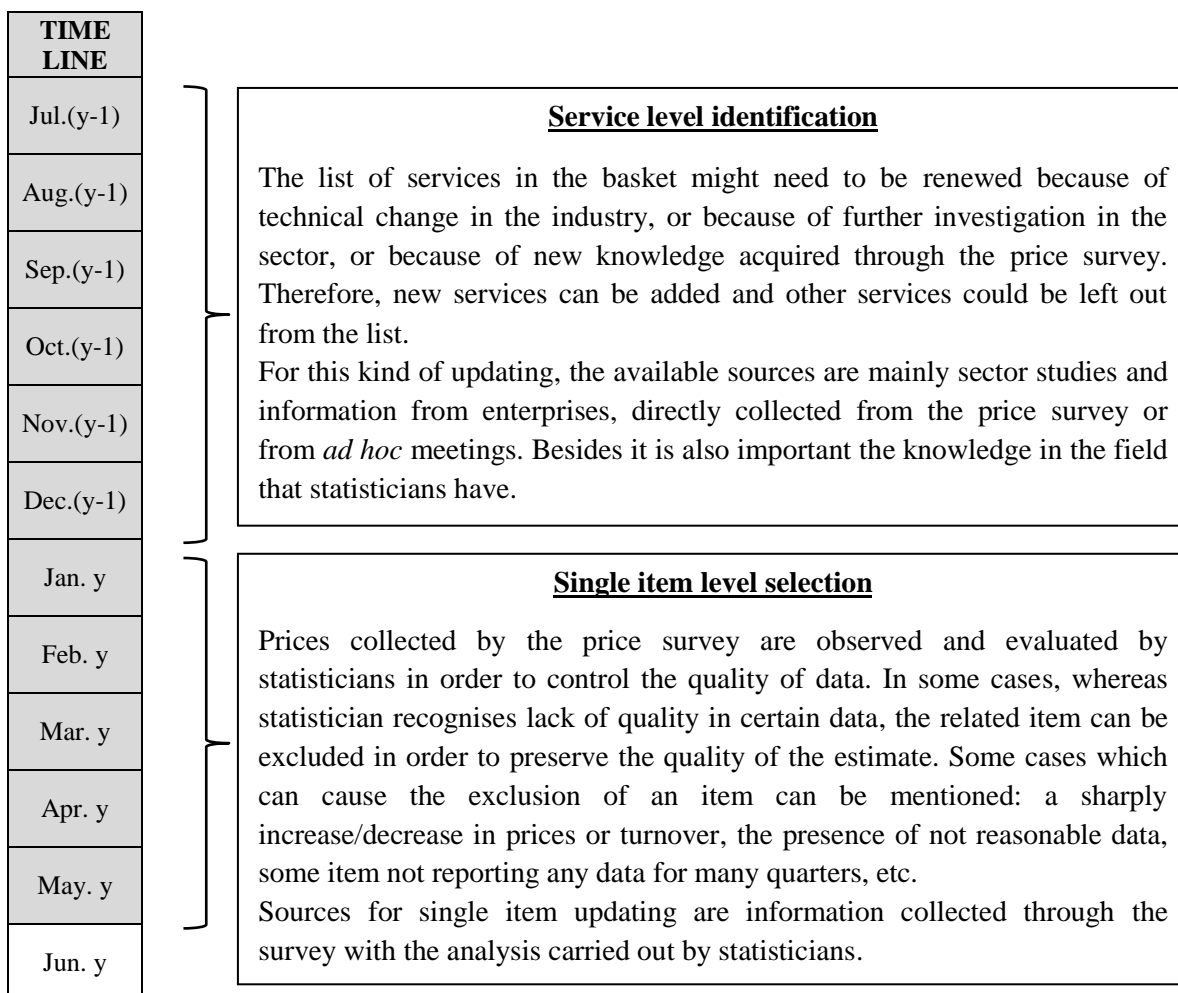 TIME
LINE
Jul.(y-1)
Aug.(y-1)
Sep.(y-1)
Oct.(y-1)
Nov.(y-1)
Dec.(y-1)
Jan. y
Feb. y
Mar. y
Apr. y
May. y
Jun. y
Service level identification
The list of services in the basket might need to be renewed because of
technical change in the industry, or because of further investigation in the
sector, or because of new knowledge acquired through the price survey.
Therefore, new services can be added and other services could be left out
from the list.
For this kind of updating, the available sources are mainly sector studies and
information from enterprises, directly collected from the price survey or
from ad hoc meetings. Besides it is also important the knowledge in the field
that statisticians have.
Single item level selection
Prices collected by the price survey are observed and evaluated by
statisticians in order to control the quality of data. In some cases, whereas
statistician recognises lack of quality in certain data, the related item can be
excluded in order to preserve the quality of the estimate. Some cases which
can cause the exclusion of an item can be mentioned: a sharply
increase/decrease in prices or turnover, the presence of not reasonable data,
some item not reporting any data for many quarters, etc.
Sources for single item updating are information collected through the
survey with the analysis carried out by statisticians.